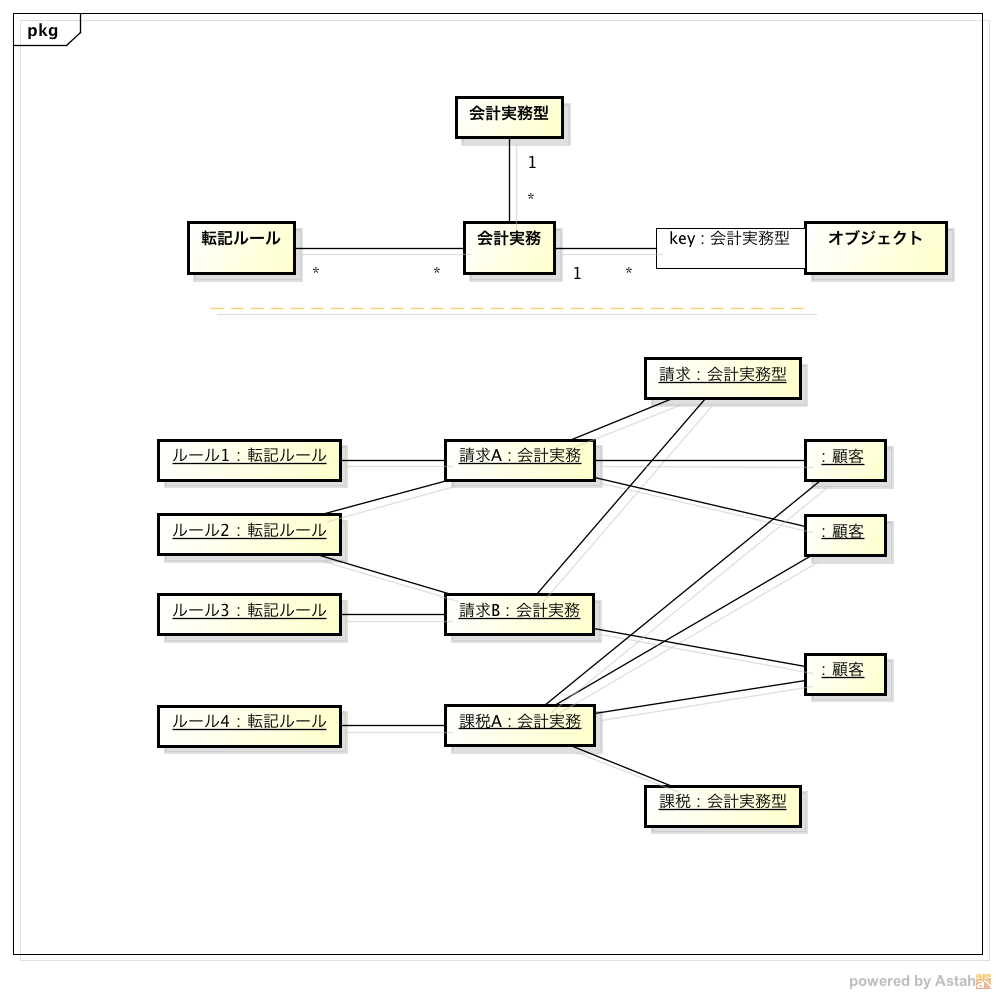 pkg
会計実務型
1
*
転記ルール
会計実務
key : 会計実務型
オブジェクト
*
*
1
*
請求 : 会計実務型
ルール1 : 転記ルール
請求A : 会計実務
: 顧客
ルール2 : 転記ルール
: 顧客
ルール3 : 転記ルール
請求B : 会計実務
: 顧客
ルール4 : 転記ルール
課税A : 会計実務
課税 : 会計実務型
powered by Astah